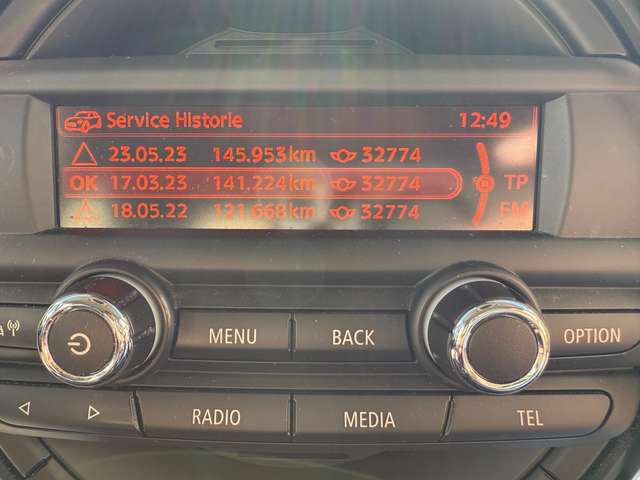 Service Historie 12:49
23.05.23 145.953km 32774
OK 17.03.23 141.224km 32774 TP
18.05.22 121.668km 32774 FM
MENU BACK OPTION
RADIO MEDIA TEL